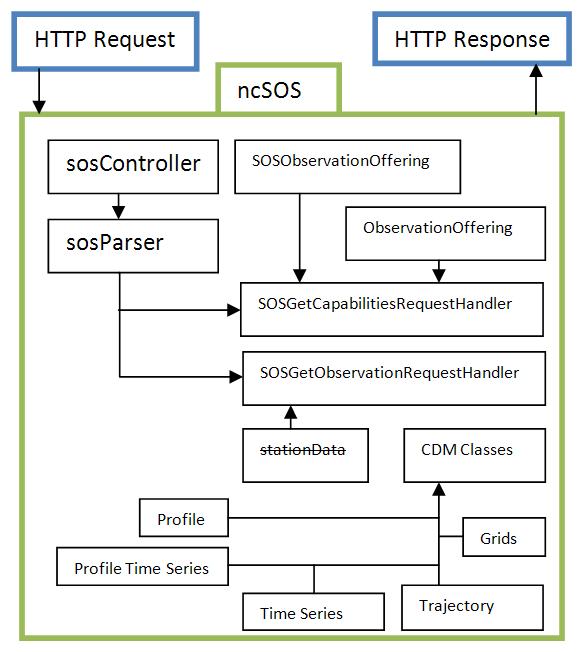 HTTP Request
HTTP Response
ncSOS
sosController
SOSObservationOffering
sosParser
ObservationOffering
SOSGetCapabilitiesRequestHandler
SOSGetObservationRequestHandler
stationData
CDM Classes
Profile
Grids
Profile Time Series
Time Series
Trajectory